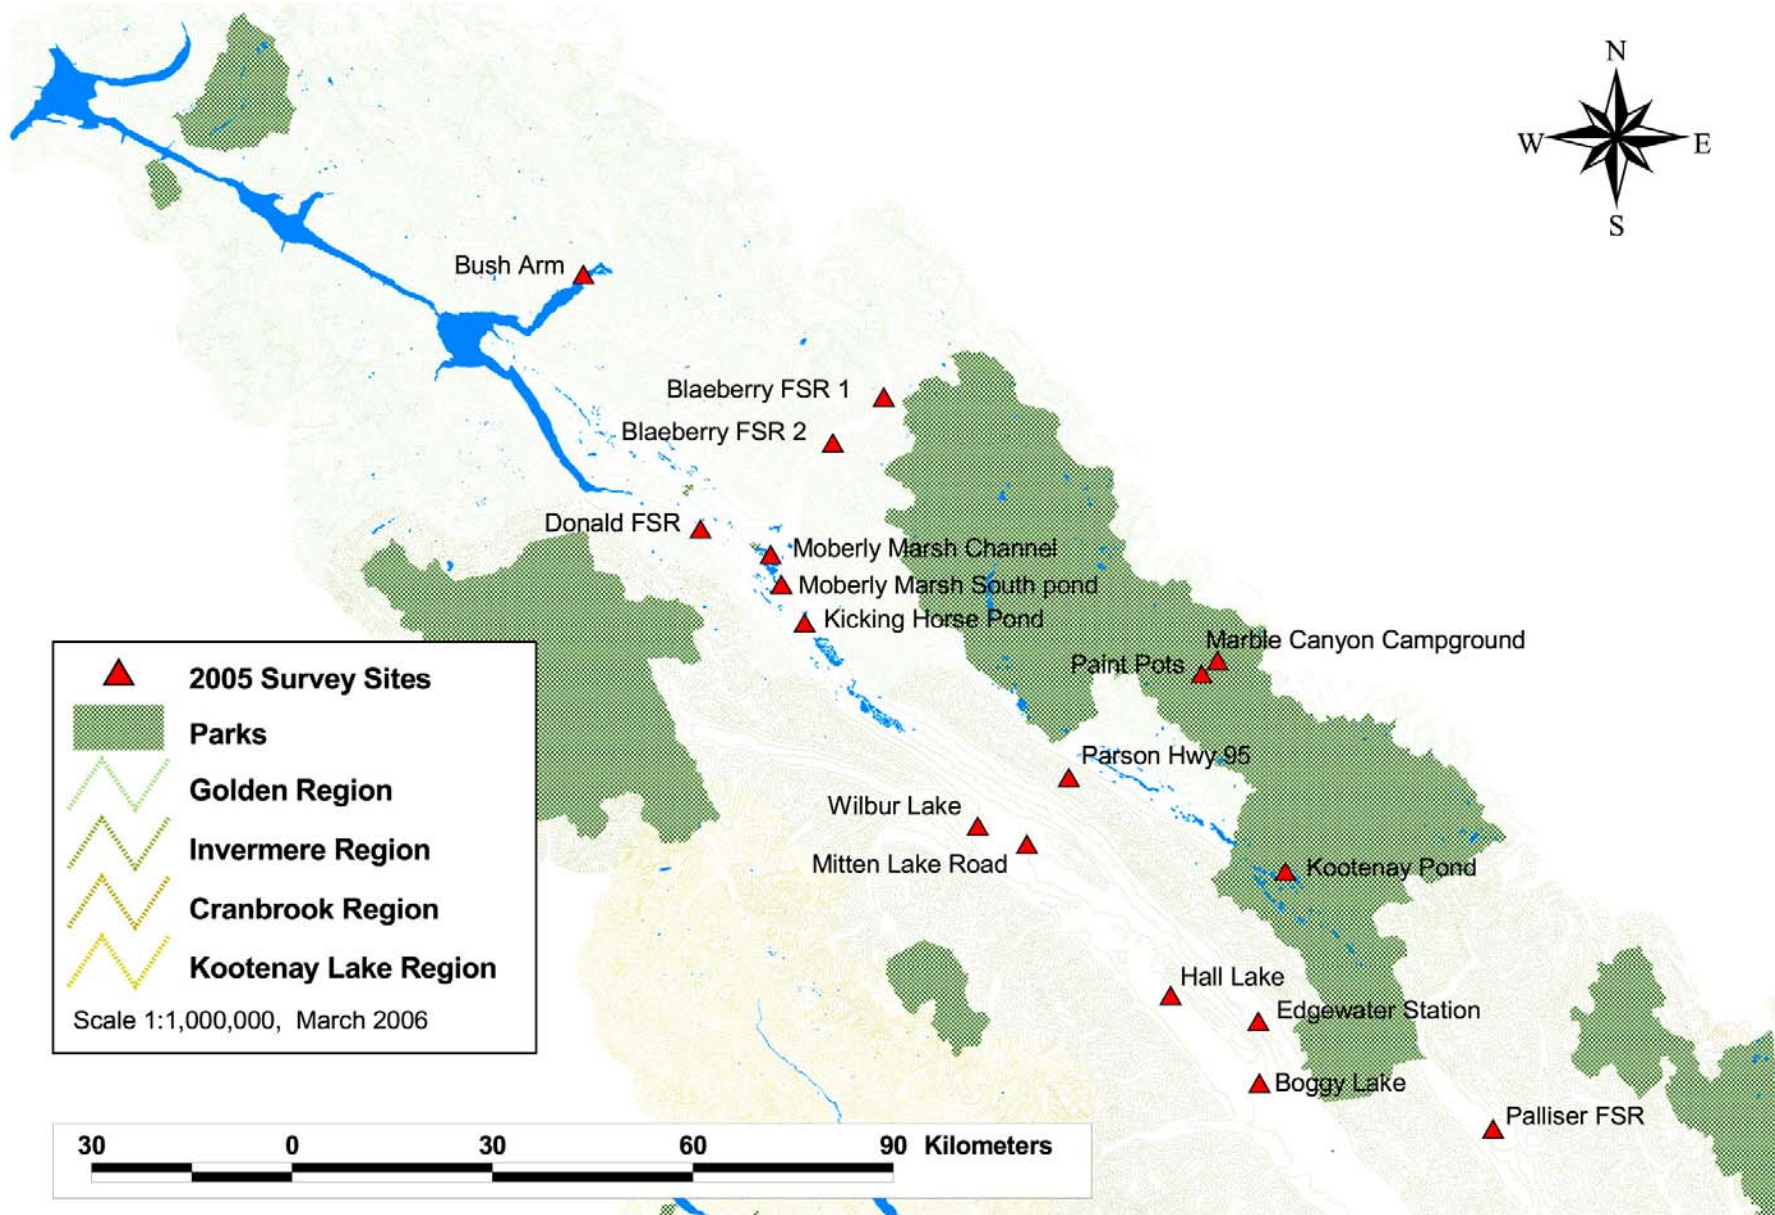 N
W E
S
Bush Arm
Blaeberry FSR 1
Blaeberry FSR 2
Donald FSR
Moberly Marsh Channel
Moberly Marsh South pond
Kicking Horse Pond
Marble Canyon Campground
Paint Pots
Parson Hwy 95
Wilbur Lake
Mitten Lake Road
Kootenay Pond
Hall Lake
Edgewater Station
Boggy Lake
Palliser FSR
2005 Survey Sites
Parks
Golden Region
Invermere Region
Cranbrook Region
Kootenay Lake Region
Scale 1:1,000,000, March 2006
30 0 30 60 90 Kilometers